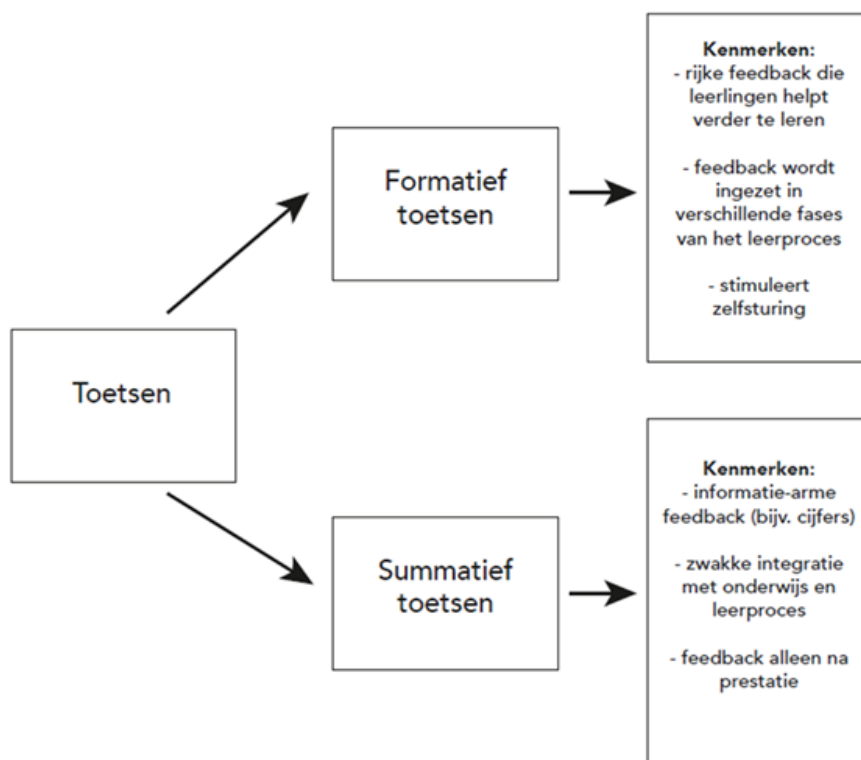 Toetsen
Formatief
toetsen
Kenmerken:
- rijke feedback die
leerlingen helpt
verder te leren
- feedback wordt
ingezet in
verschillende fases
van het leerproces
- stimuleert
zelfsturing
Summatief
toetsen
Kenmerken:
- informatie-arme
feedback (bijv. cijfers)
- zwakke integratie
met onderwijs en
leerproces
- feedback alleen na
prestatie